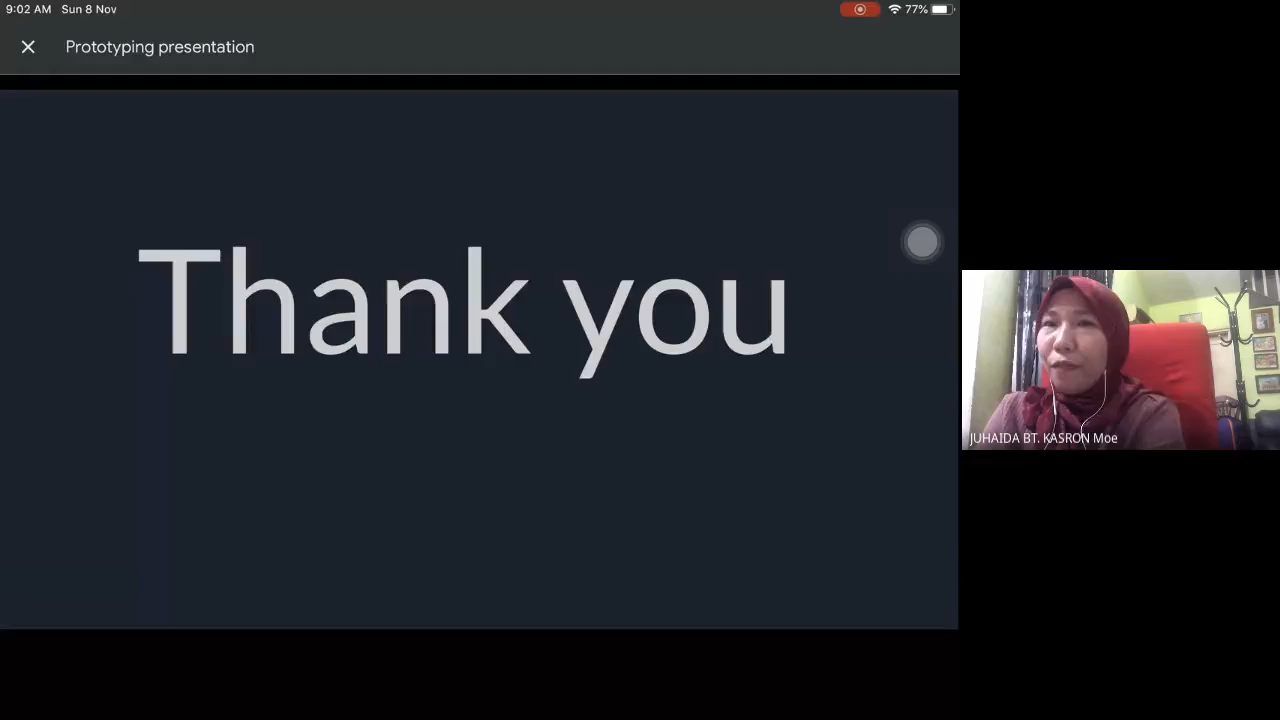 9:02 AM Sun 8 Nov
77%
Prototyping presentation
Thank you
JUHAIDA BT. KASRON Moe